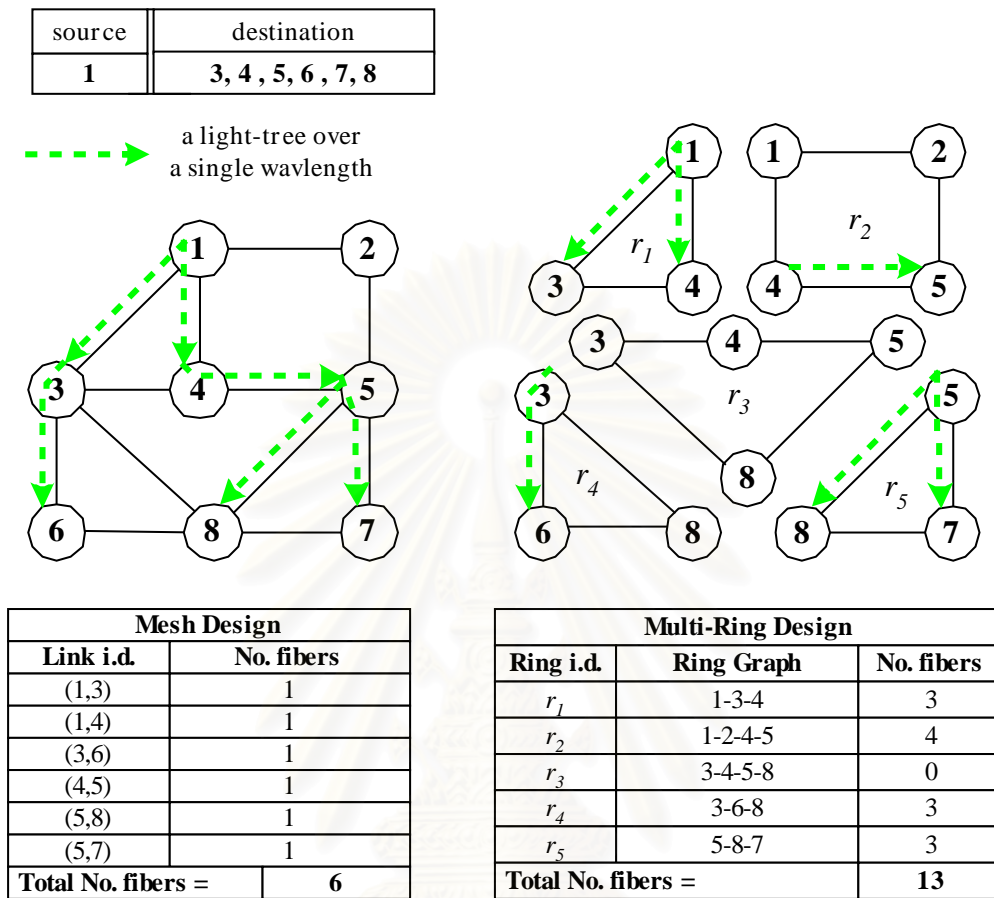 source destination
1 3, 4 , 5, 6 , 7, 8
a light-tree over
a single wavlength
1 2
3 4 5
6 8 7
1
r1
3 4
1 2
r2
4 5
3 4 5
r3
8
3
r4
6 8
5
r5
8 7
Mesh Design
Link i.d. No. fibers
(1,3) 1
(1,4) 1
(3,6) 1
(4,5) 1
(5,8) 1
(5,7) 1
Total No. fibers = 6
Multi-Ring Design
Ring i.d. Ring Graph No. fibers
r1 1-3-4 3
r2 1-2-4-5 4
r3 3-4-5-8 0
r4 3-6-8 3
r5 5-8-7 3
Total No. fibers = 13